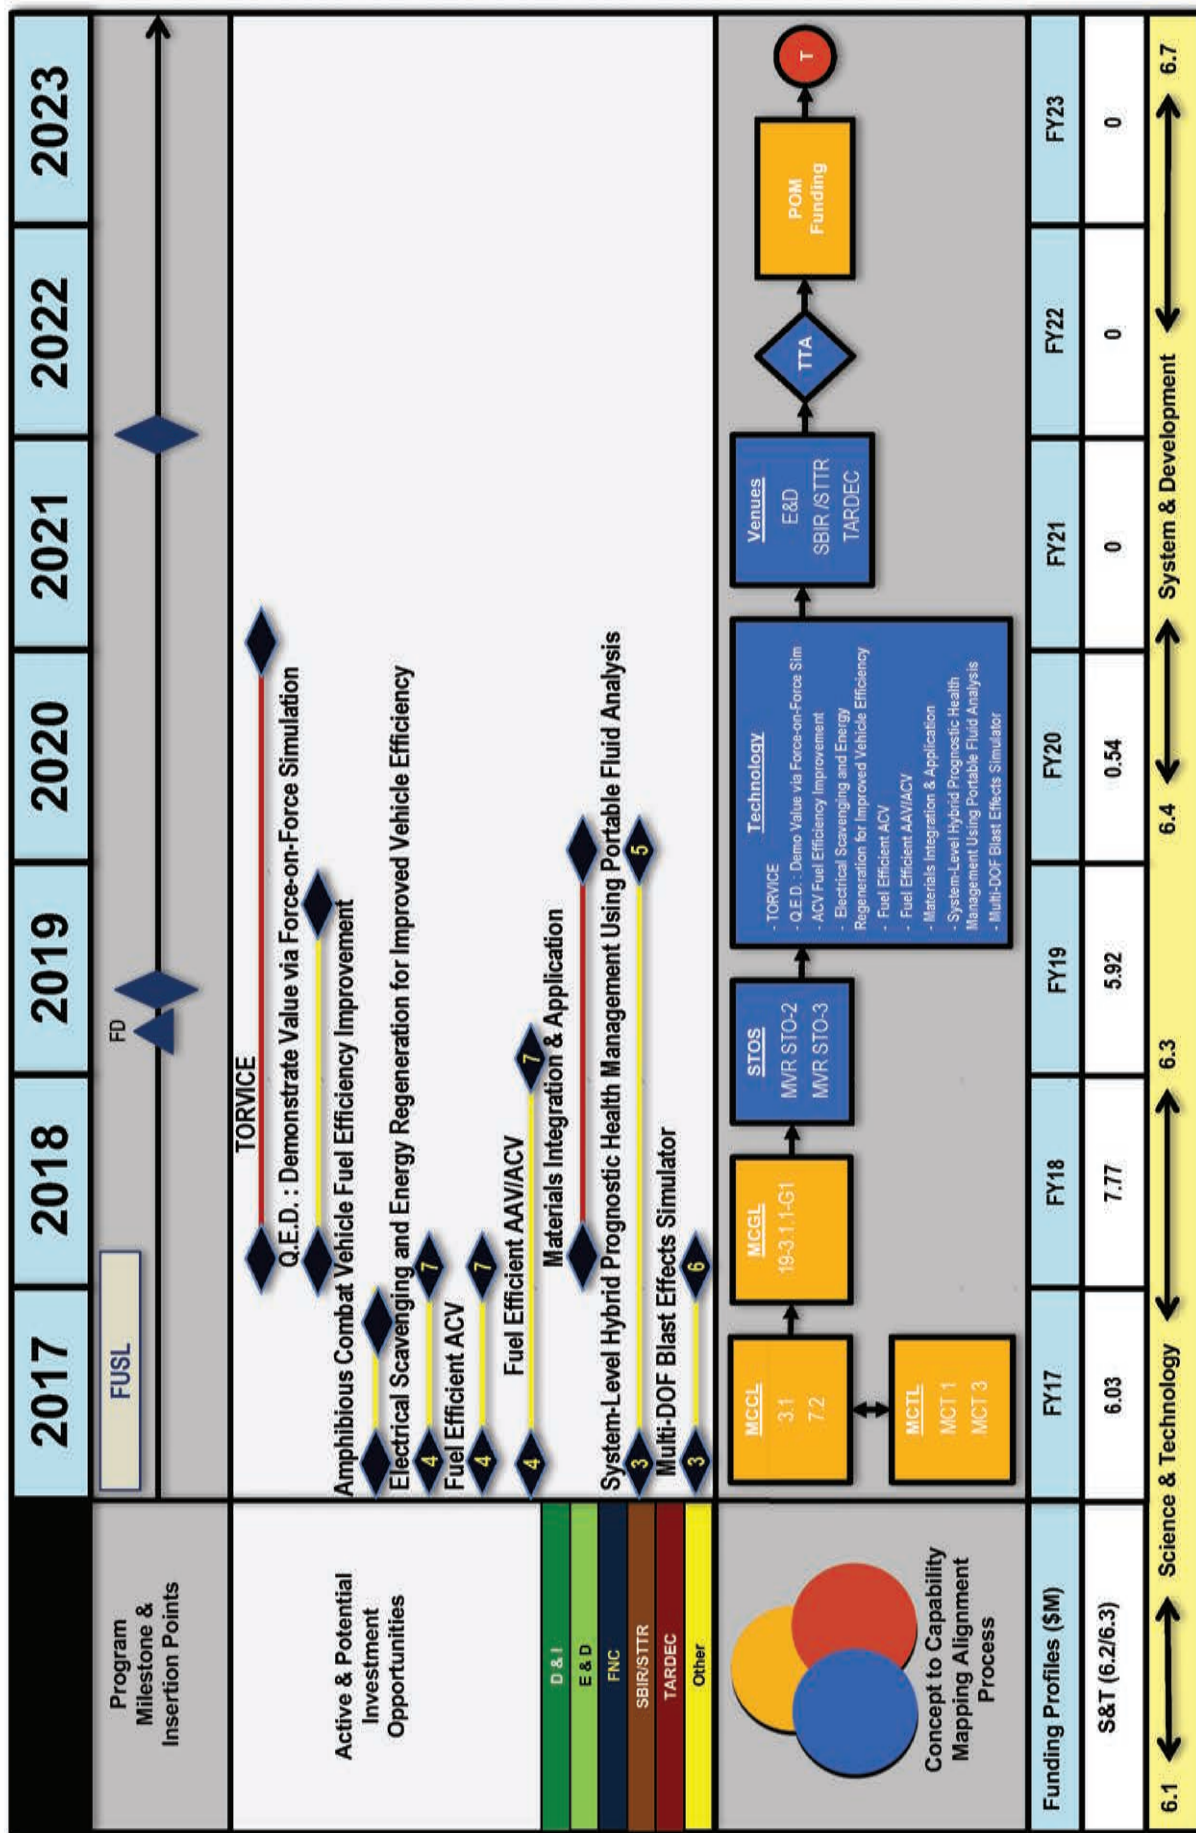 2017
2018
2019
2020
2021
2022
2023
Program
Milestone &
Insertion Points
FUSL
FD
Active & Potential
Investment
Opportunities
D & I
E & D
FNC
SBIR/STTR
TARDEC
Other
TORVICE
Q.E.D. : Demonstrate Value via Force-on-Force Simulation
Amphibious Combat Vehicle Fuel Efficiency Improvement
Electrical Scavenging and Energy Regeneration for Improved Vehicle Efficiency
4
7
Fuel Efficient ACV
4
7
Fuel Efficient AAV/ACV
4
7
Materials Integration & Application
System-Level Hybrid Prognostic Health Management Using Portable Fluid Analysis
3
5
Multi-DOF Blast Effects Simulator
3
6
Concept to Capability
Mapping Alignment
Process
MCCL
3.1
7.2
MCTL
MCT 1
MCT 3
MCGL
19-3.1.1-G1
STOS
MVR STO-2
MVR STO-3
Technology
- TORVICE
- Q.E.D. : Demo Value via Force-on-Force Sim
- ACV Fuel Efficiency Improvement
- Electrical Scavenging and Energy
Regeneration for Improved Vehicle Efficiency
- Fuel Efficient ACV
- Fuel Efficient AAV/ACV
- Materials Integration & Application
- System-Level Hybrid Prognostic Health
Management Using Portable Fluid Analysis
- Multi-DOF Blast Effects Simulator
Venues
E&D
SBIR /STTR
TARDEC
TTA
POM
Funding
T
Funding Profiles ($M)
FY17
FY18
FY19
FY20
FY21
FY22
FY23
S&T (6.2/6.3)
6.03
7.77
5.92
0.54
0
0
0
6.1
Science & Technology
6.3
6.4
System & Development
6.7